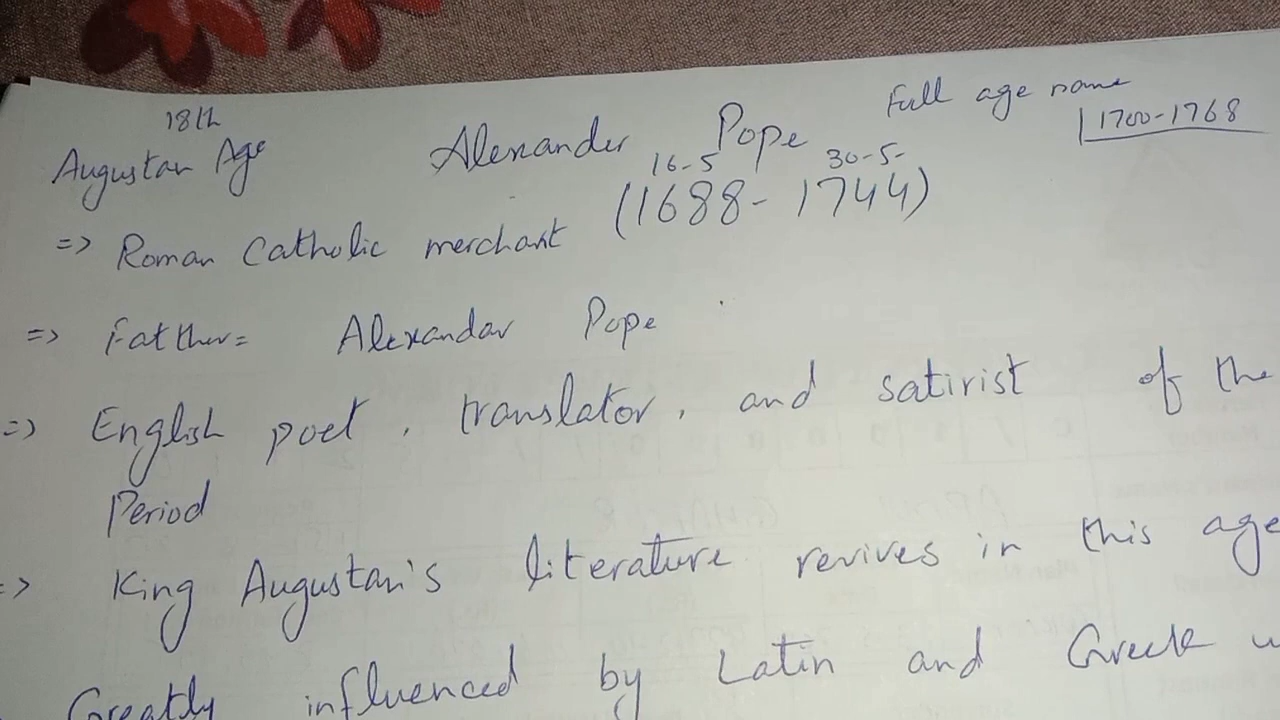 18th
Augustan Age
Alexander Pope
Full age name
1700-1768
16-5 30-5-
(1688-1744)
=> Roman Catholic merchant
=> Father= Alexandar Pope
=> English poet, translator, and satirist of the
Period
=> King Augustan's literature revives in this age
Greatly influenced by Latin and Greek